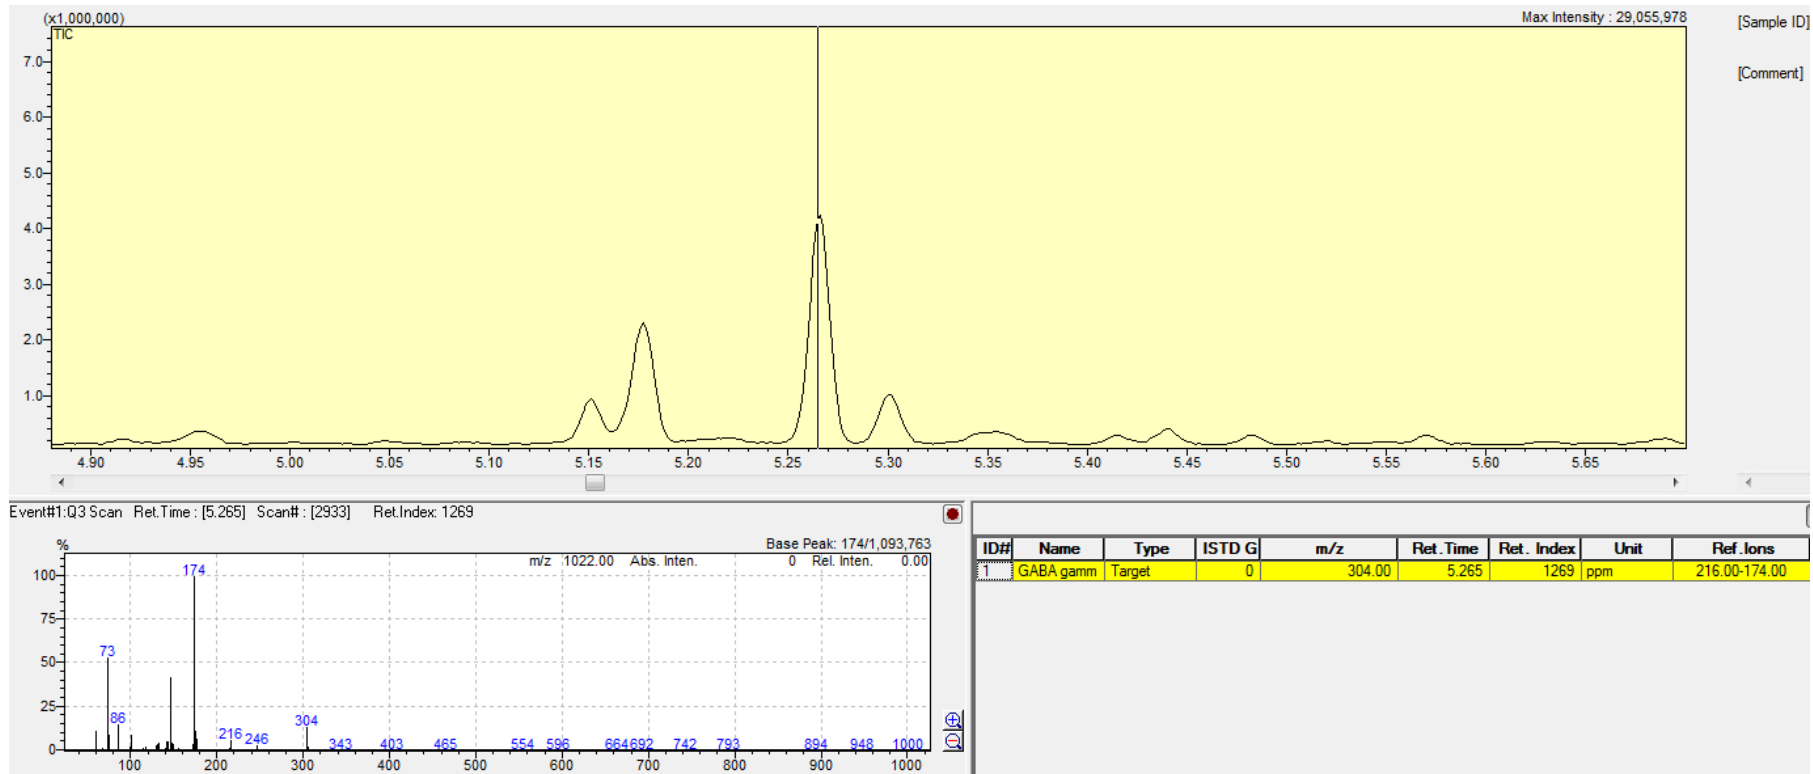 (x1,000,000)
Max Intensity : 29,055,978
[Sample ID]
TIC
7.0
[Comment]
6.0
5.0
4.0
3.0
2.0
1.0
4.90 4.95 5.00 5.05 5.10 5.15 5.20 5.25 5.30 5.35 5.40 5.45 5.50 5.55 5.60 5.65
Event#1:Q3 Scan Ret.Time : [5.265] Scan# : [2933] Ret.Index: 1269
%
Base Peak: 174/1,093,763
m/z 1022.00 Abs. Inten. 0 Rel. Inten. 0.00
100
174
75
73
50
25
86
216
246
304
343
403
465
554
596
664
692
742
793
894
948
1000
0
100 200 300 400 500 600 700 800 900 1000
ID# Name Type ISTD G m/z Ret.Time Ret. Index Unit Ref.Ions
1 GABA gamm Target 0 304.00 5.265 1269 ppm 216.00-174.00